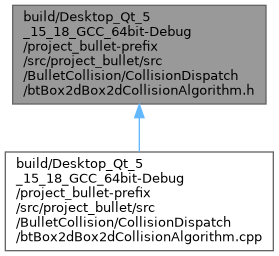 build/Desktop_Qt_5
_15_18_GCC_64bit-Debug
/project_bullet-prefix
/src/project_bullet/src
/BulletCollision/CollisionDispatch
/btBox2dBox2dCollisionAlgorithm.h
build/Desktop_Qt_5
_15_18_GCC_64bit-Debug
/project_bullet-prefix
/src/project_bullet/src
/BulletCollision/CollisionDispatch
/btBox2dBox2dCollisionAlgorithm.cpp